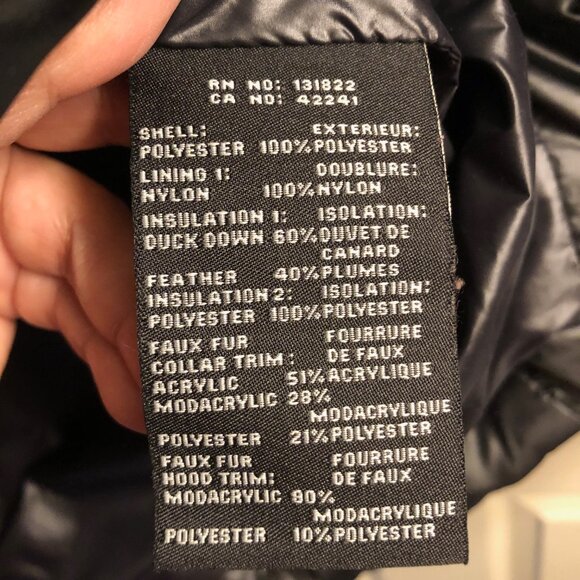 RN NO: 131822
CA NO: 42241
SHELL: EXTERIEUR:
POLYESTER 100% POLYESTER
LINING 1: DOUBLURE:
NYLON 100% NYLON
INSULATION 1: ISOLATION:
DUCK DOWN 60% DUVET DE
CANARD
FEATHER 40% PLUMES
INSULATION 2: ISOLATION:
POLYESTER 100% POLYESTER
FAUX FUR FOURRURE
COLLAR TRIM: DE FAUX
ACRYLIC 51% ACRYLIQUE
MODACRYLIC 28%
MODACRYLIQUE
POLYESTER 21% POLYESTER
FAUX FUR FOURRURE
HOOD TRIM: DE FAUX
MODACRYLIC 90%
MODACRYLIQUE
POLYESTER 10% POLYESTER